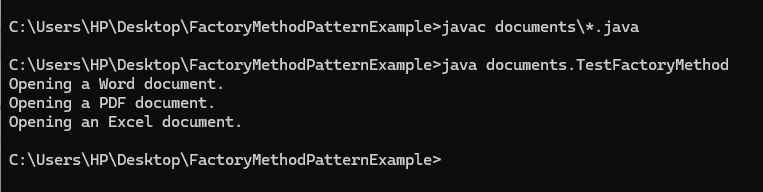 C:\Users\HP\Desktop\FactoryMethodPatternExample>javac documents\*.java
C:\Users\HP\Desktop\FactoryMethodPatternExample>java documents.TestFactoryMethod
Opening a Word document.
Opening a PDF document.
Opening an Excel document.
C:\Users\HP\Desktop\FactoryMethodPatternExample>